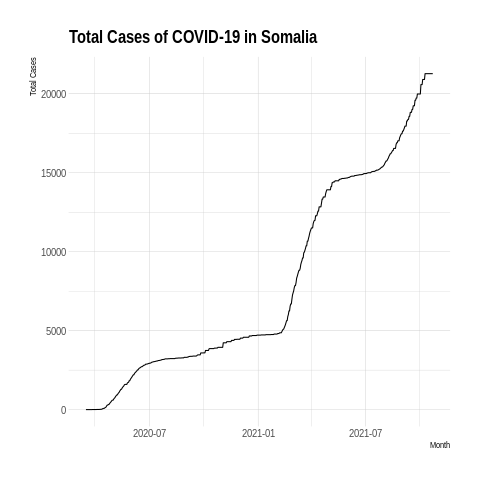 Total Cases of COVID-19 in Somalia
Total Cases
20000
15000
10000
5000
0
2020-07 2021-01 2021-07
Month